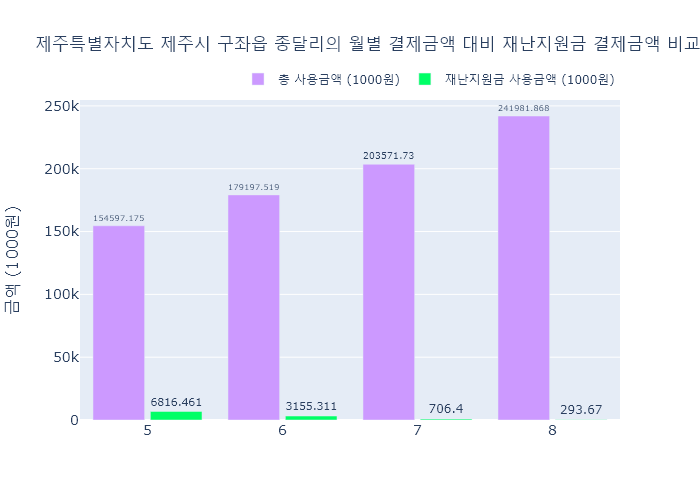 제주특별자치도 제주시 구좌읍 종달리의 월별 결제금액 대비 재난지원금 결제금액 비교
총 사용금액 (1000원) 재난지원금 사용금액 (1000원)
금액 (1000원)
250k
200k
150k
100k
50k
0
154597.175
179197.519
203571.73
241981.868
6816.461
3155.311
706.4
293.67
5 6 7 8